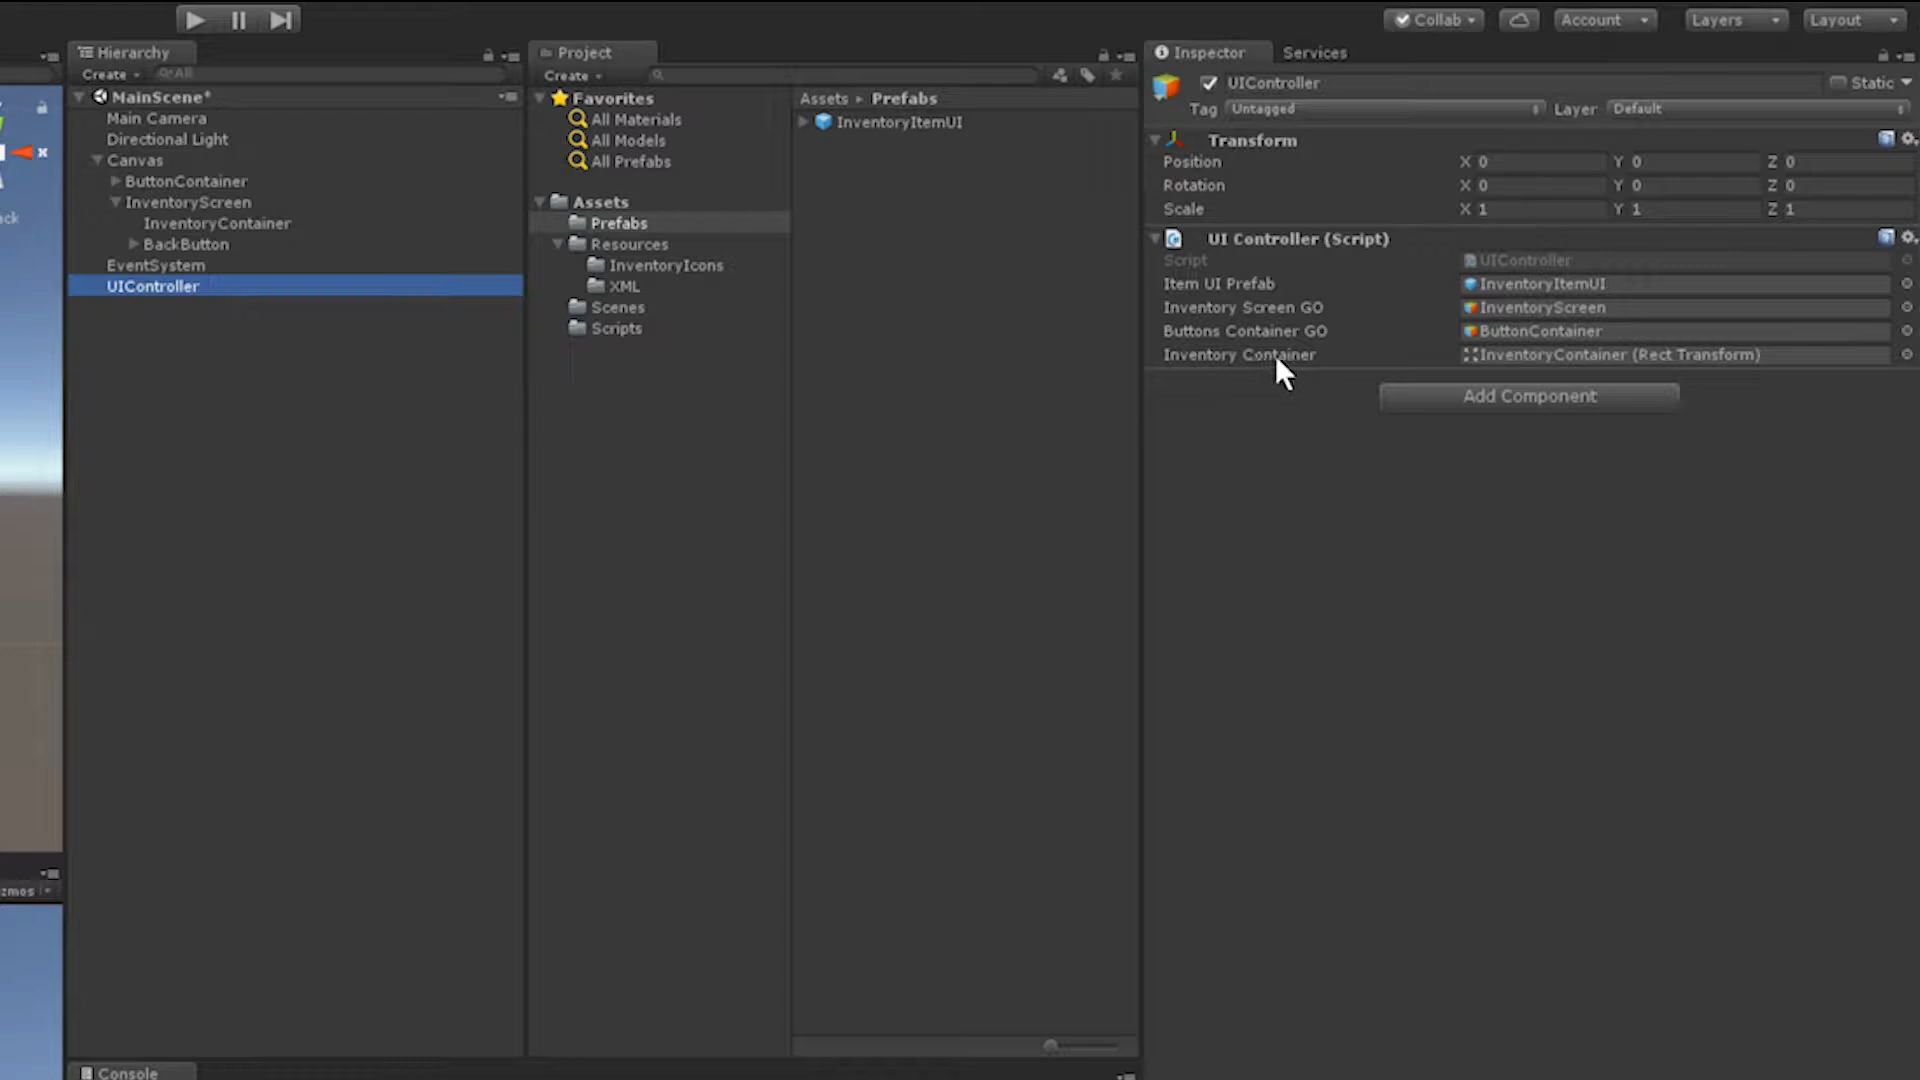 Collab
Account
Layers
Layout
Hierarchy
Create
All
MainScene*
Main Camera
Directional Light
Canvas
ButtonContainer
InventoryScreen
InventoryContainer
BackButton
EventSystem
UIController
ack
x
zmos
Console
Project
Create
Favorites
All Materials
All Models
All Prefabs
Assets
Prefabs
Resources
InventoryIcons
XML
Scenes
Scripts
Assets Prefabs
InventoryItemUI
Inspector Services
UIController Static
Tag Untagged Layer Default
Transform
Position X 0 Y 0 Z 0
Rotation X 0 Y 0 Z 0
Scale X 1 Y 1 Z 1
UI Controller (Script)
Script UIController
Item UI Prefab InventoryItemUI
Inventory Screen GO InventoryScreen
Buttons Container GO ButtonContainer
Inventory Container InventoryContainer (Rect Transform)
Add Component